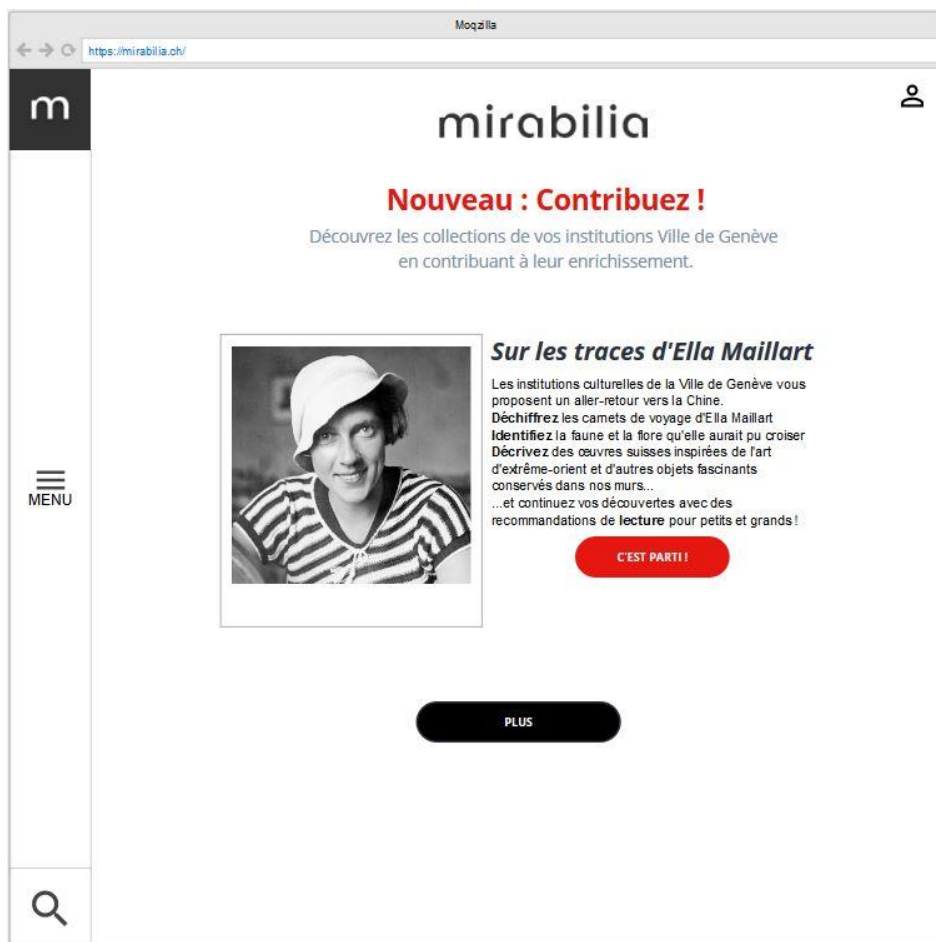 Moqzilla
https://mirabilia.ch/
m
mirabilia
Nouveau : Contribuez !
Découvrez les collections de vos institutions Ville de Genève
en contribuant à leur enrichissement.
Sur les traces d'Ella Maillart
Les institutions culturelles de la Ville de Genève vous
proposent un aller-retour vers la Chine.
Déchiffrez les carnets de voyage d'Ella Maillart
Identifiez la faune et la flore qu'elle aurait pu croiser
Décrivez des œuvres suisses inspirées de l'art
d'extrême-orient et d'autres objets fascinants
conservés dans nos murs...
...et continuez vos découvertes avec des
recommandations de lecture pour petits et grands !
C'EST PARTI !
MENU
PLUS